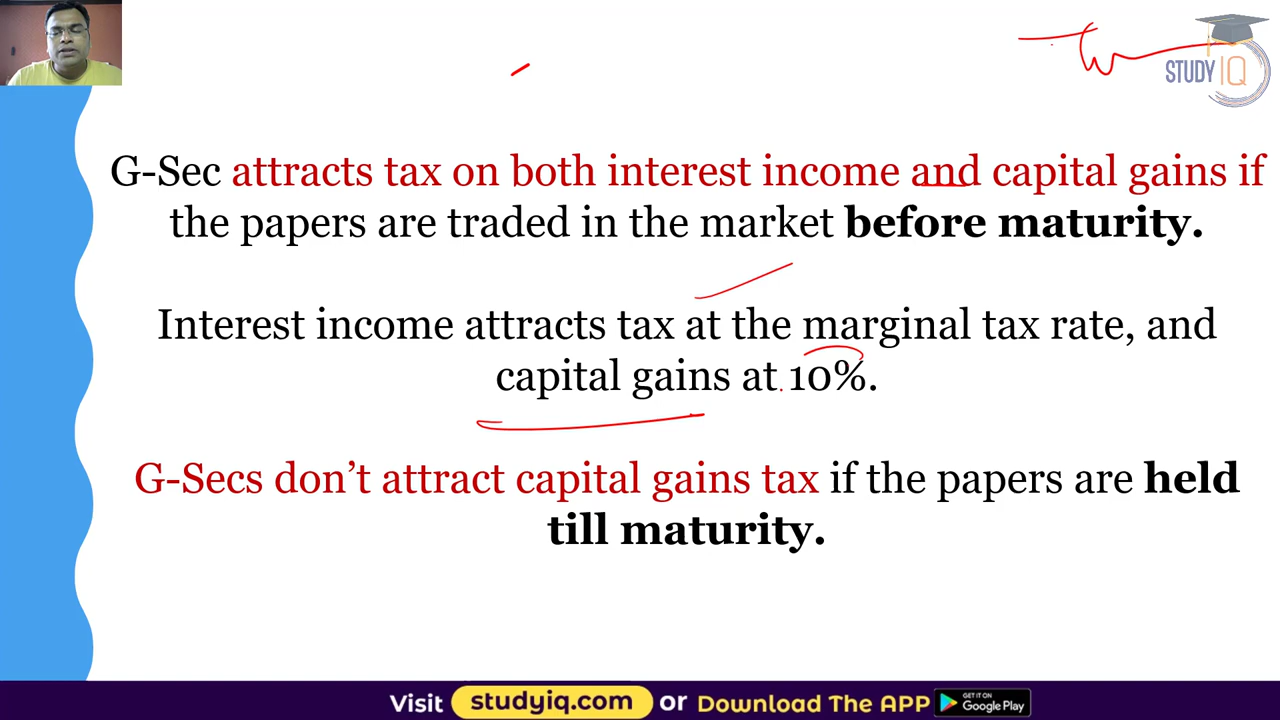 STUDY IQ
G-Sec attracts tax on both interest income and capital gains if
the papers are traded in the market before maturity.
Interest income attracts tax at the marginal tax rate, and
capital gains at 10%.
G-Secs don’t attract capital gains tax if the papers are held
till maturity.
Visit studyiq.com or Download The APP GET IT ON Google Play